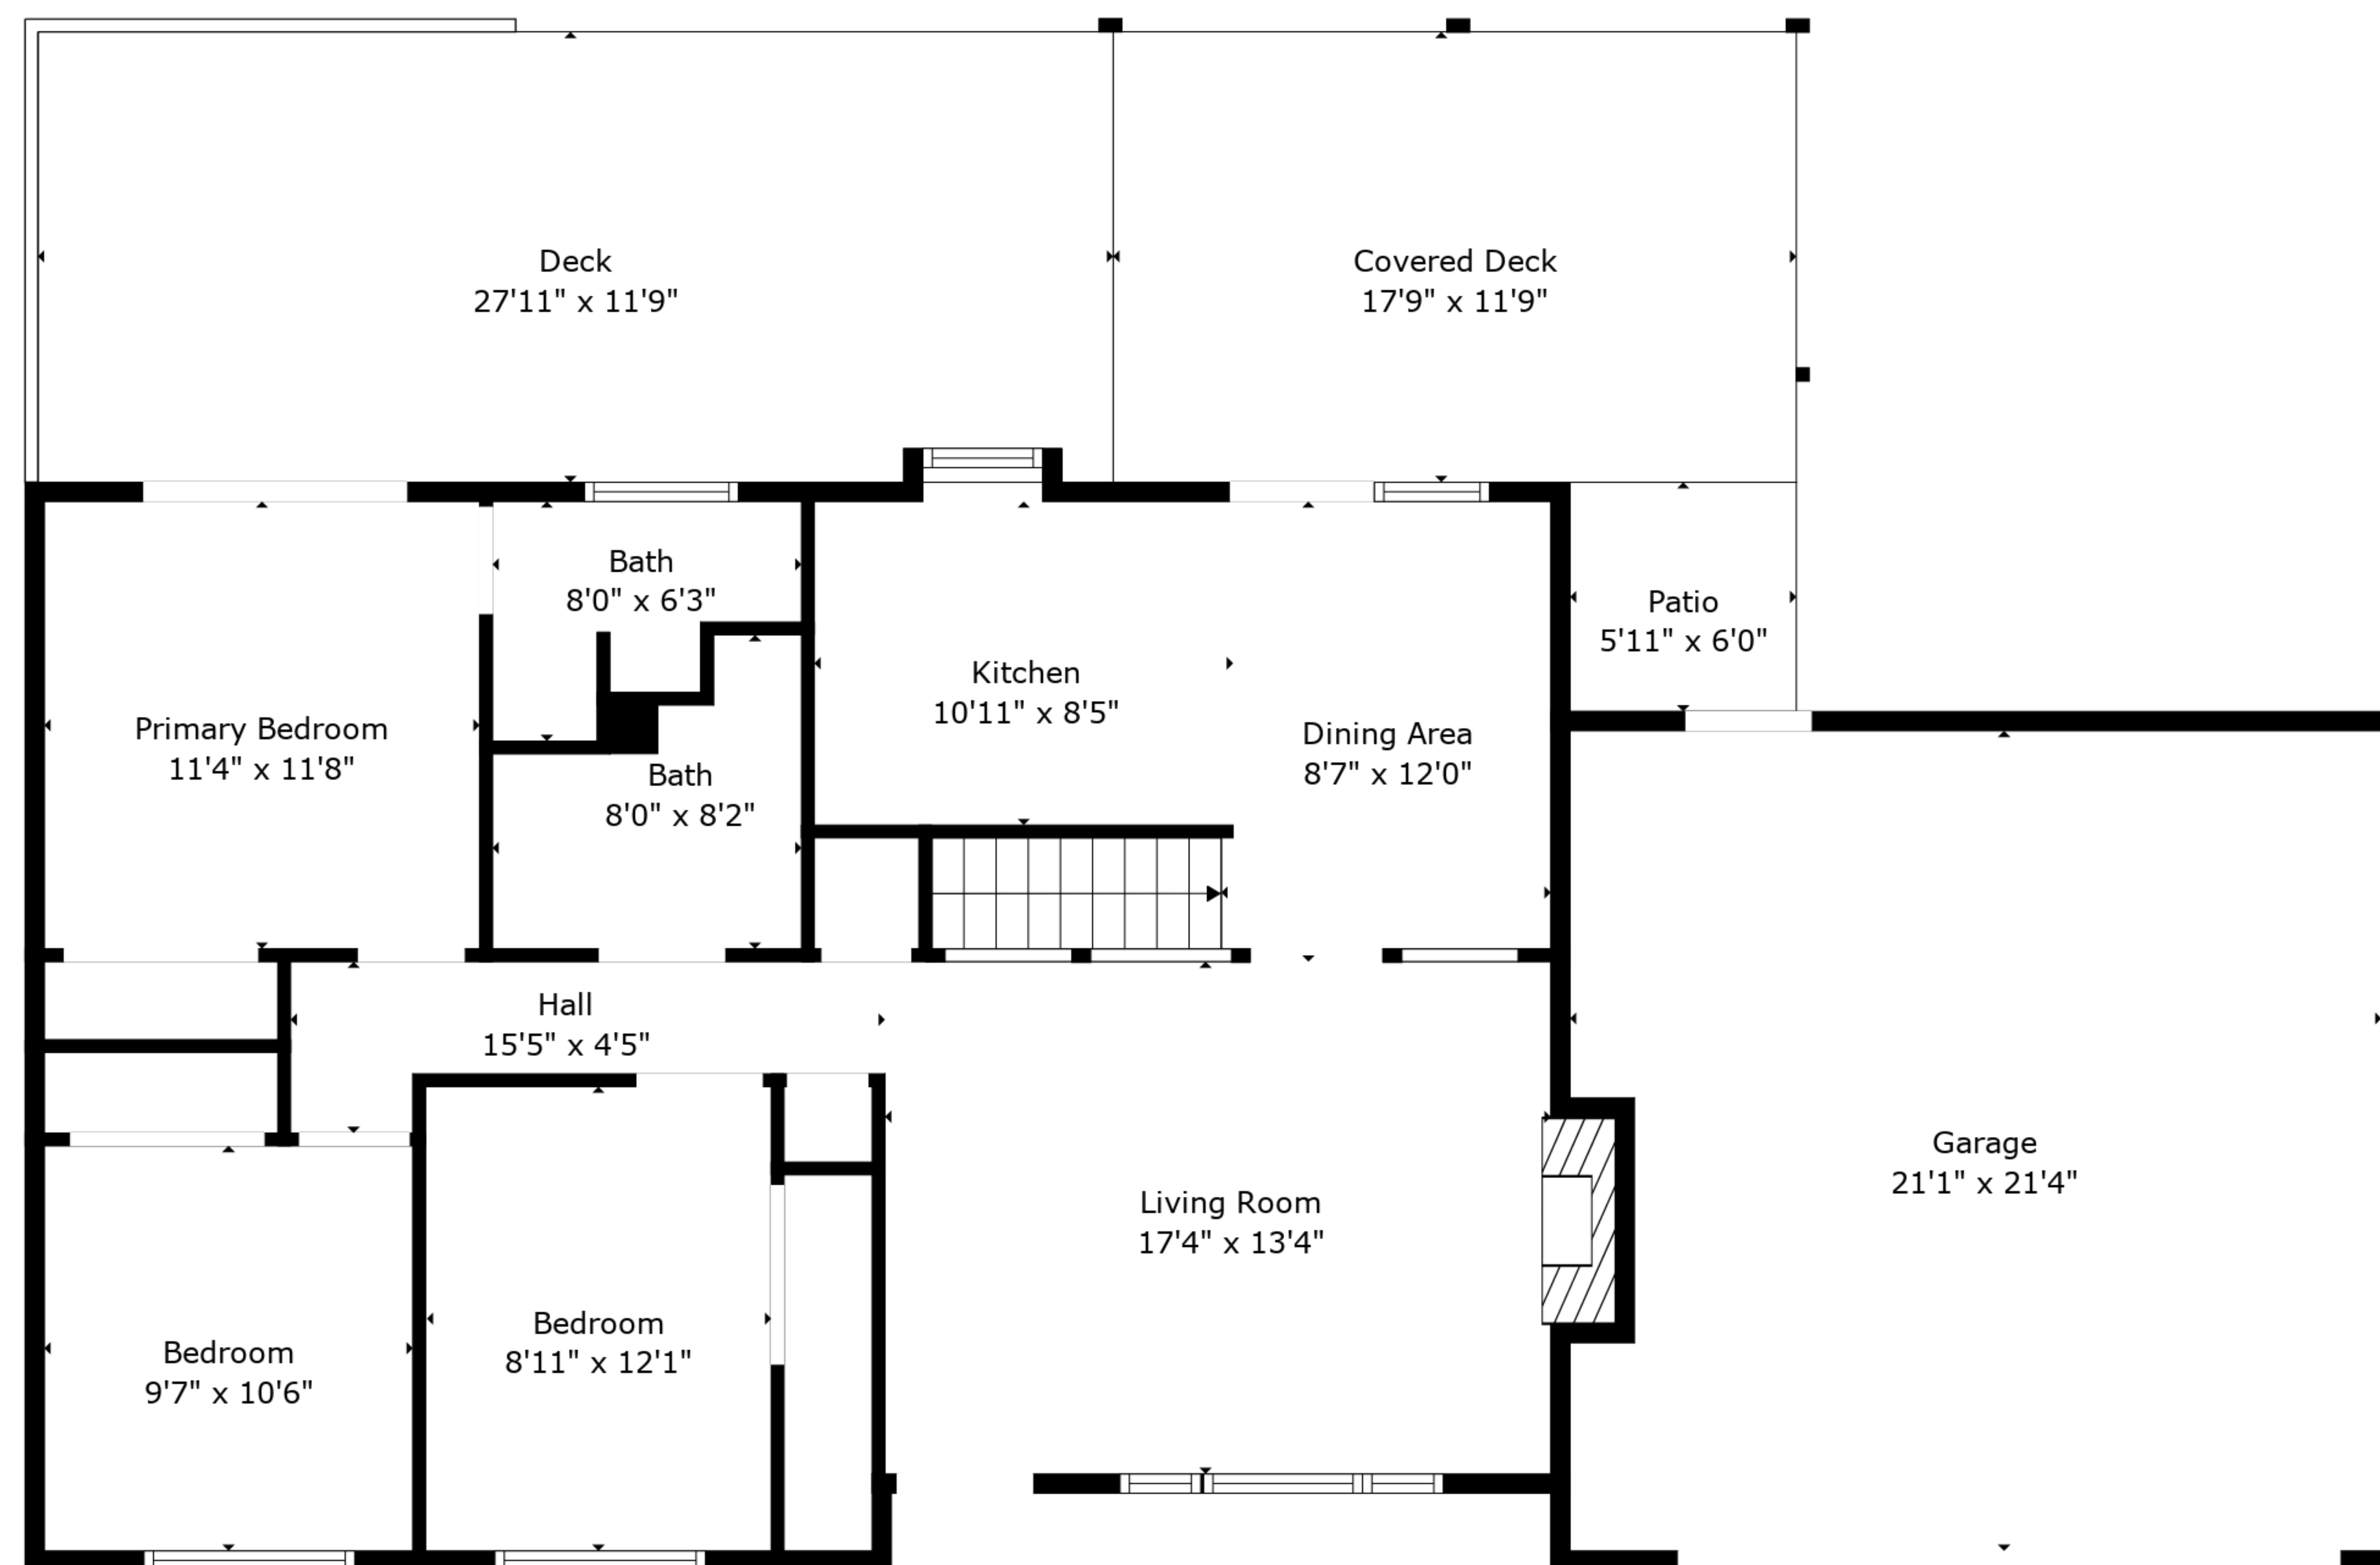 Deck
27'11" x 11'9"
Covered Deck
17'9" x 11'9"
Bath
8'0" x 6'3"
Patio
5'11" x 6'0"
Kitchen
10'11" x 8'5"
Primary Bedroom
11'4" x 11'8"
Dining Area
8'7" x 12'0"
Bath
8'0" x 8'2"
Hall
15'5" x 4'5"
Garage
21'1" x 21'4"
Living Room
17'4" x 13'4"
Bedroom
8'11" x 12'1"
Bedroom
9'7" x 10'6"